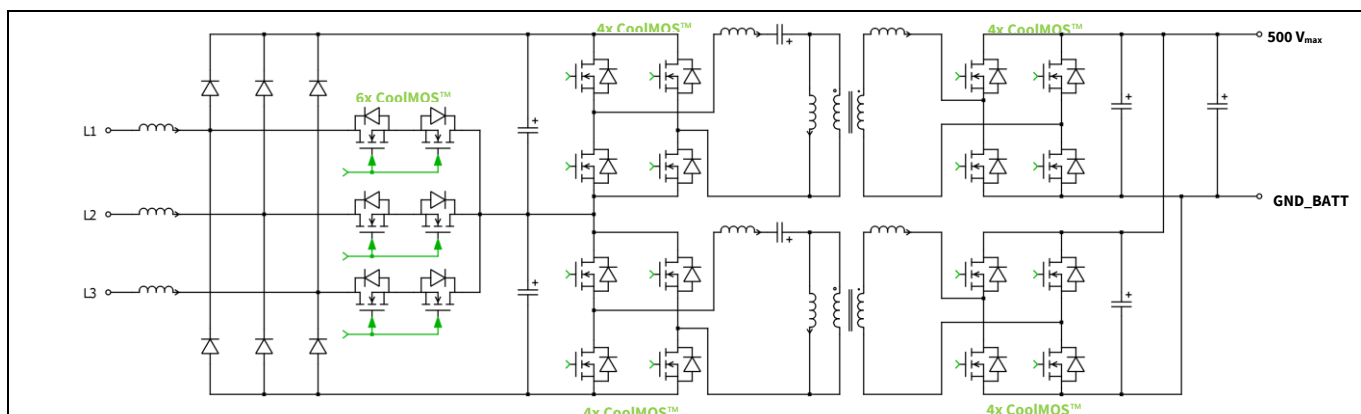 4x CoolMOS™
4x CoolMOS™
500 Vmax
6x CoolMOS™
L1
L2
GND_BATT
L3
4x CoolMOS™
4x CoolMOS™